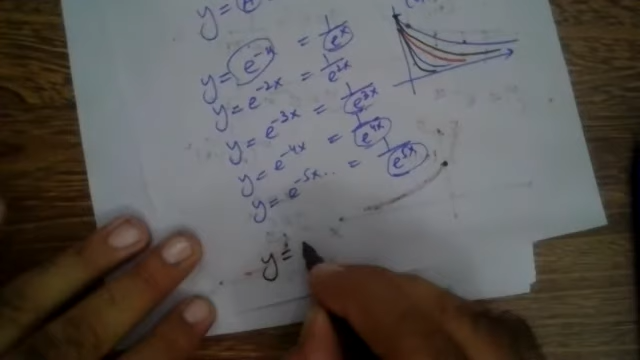 y =
y = e^-x = 1/e^x
y = e^-2x = 1/e^2x
y = e^-3x = 1/e^3x
y = e^-4x = 1/e^4x
y = e^-5x.. = 1/e^5x
y =